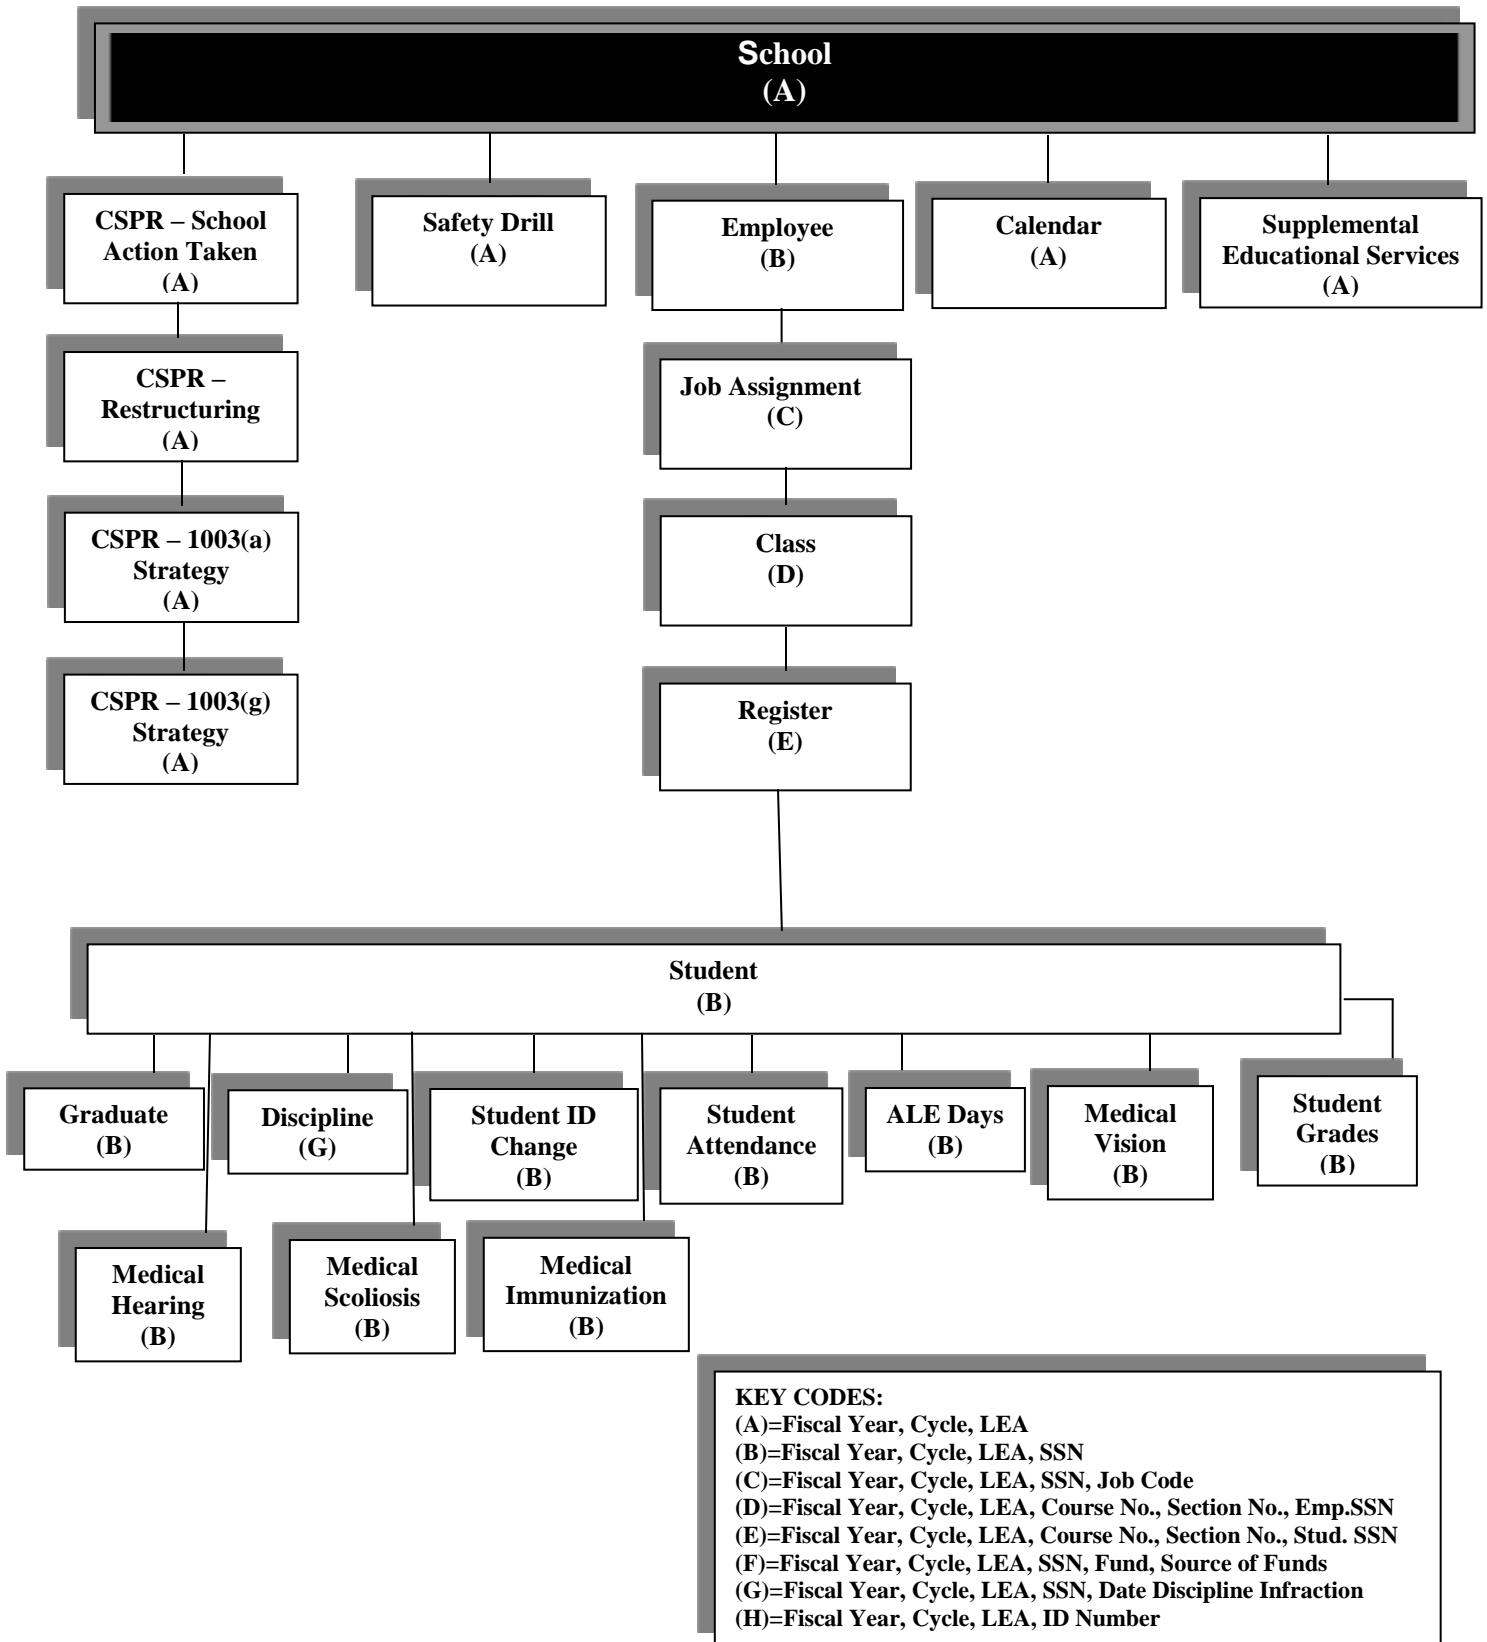 School
(A)
CSPR – School
Action Taken
(A)
Safety Drill
(A)
Employee
(B)
Calendar
(A)
Supplemental
Educational Services
(A)
CSPR –
Restructuring
(A)
Job Assignment
(C)
CSPR – 1003(a)
Strategy
(A)
Class
(D)
CSPR – 1003(g)
Strategy
(A)
Register
(E)
Student
(B)
Graduate
(B)
Discipline
(G)
Student ID
Change
(B)
Student
Attendance
(B)
ALE Days
(B)
Medical
Vision
(B)
Student
Grades
(B)
Medical
Hearing
(B)
Medical
Scoliosis
(B)
Medical
Immunization
(B)
KEY CODES:
(A)=Fiscal Year, Cycle, LEA
(B)=Fiscal Year, Cycle, LEA, SSN
(C)=Fiscal Year, Cycle, LEA, SSN, Job Code
(D)=Fiscal Year, Cycle, LEA, Course No., Section No., Emp.SSN
(E)=Fiscal Year, Cycle, LEA, Course No., Section No., Stud. SSN
(F)=Fiscal Year, Cycle, LEA, SSN, Fund, Source of Funds
(G)=Fiscal Year, Cycle, LEA, SSN, Date Discipline Infraction
(H)=Fiscal Year, Cycle, LEA, ID Number